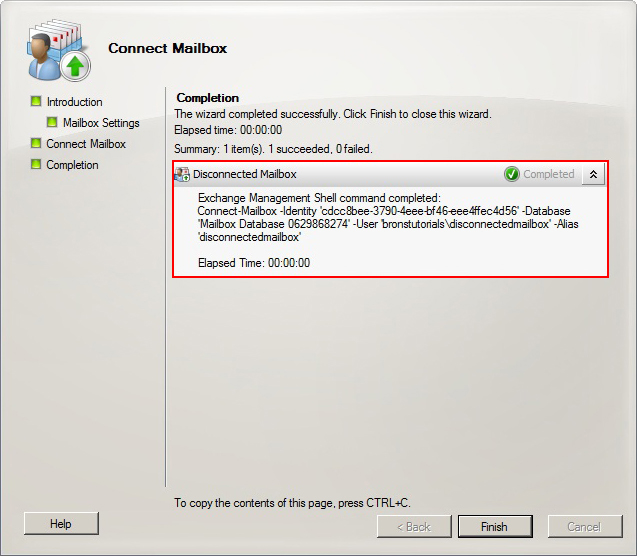 Connect Mailbox
Introduction
Mailbox Settings
Connect Mailbox
Completion
Completion
The wizard completed successfully. Click Finish to close this wizard.
Elapsed time: 00:00:00
Summary: 1 item(s). 1 succeeded, 0 failed.
Disconnected Mailbox
Completed
Exchange Management Shell command completed:
Connect-Mailbox -Identity 'cdcc8bee-3790-4eee-bf46-eee4ffec4d56' -Database
'Mailbox Database 0629868274' -User 'bronstutorials\disconnectedmailbox' -Alias
'disconnectedmailbox'
Elapsed Time: 00:00:00
To copy the contents of this page, press CTRL+C.
Help
< Back
Finish
Cancel